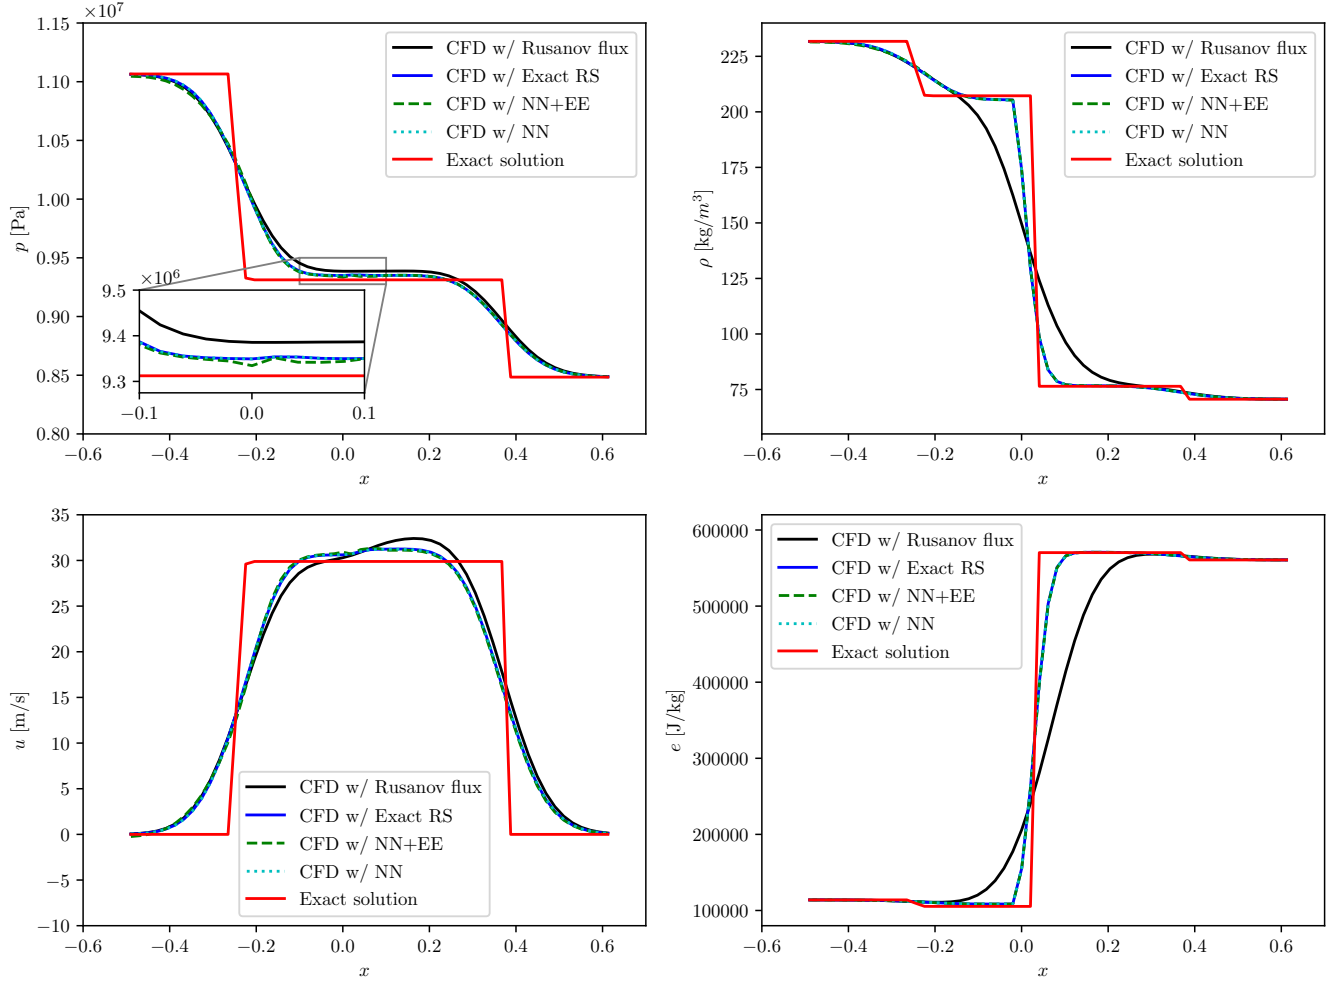 ×10⁷
1.15
1.10
1.05
1.00
0.95
0.90
0.85
0.80
p [Pa]
CFD w/ Rusanov flux
CFD w/ Exact RS
CFD w/ NN+EE
CFD w/ NN
Exact solution
×10⁶
9.5
9.4
9.3
−0.1 0.0 0.1
−0.6 −0.4 −0.2 0.0 0.2 0.4 0.6
x
225
200
175
150
125
100
75
ρ [kg/m³]
CFD w/ Rusanov flux
CFD w/ Exact RS
CFD w/ NN+EE
CFD w/ NN
Exact solution
−0.6 −0.4 −0.2 0.0 0.2 0.4 0.6
x
35
30
25
20
15
10
5
0
−5
−10
u [m/s]
CFD w/ Rusanov flux
CFD w/ Exact RS
CFD w/ NN+EE
CFD w/ NN
Exact solution
−0.6 −0.4 −0.2 0.0 0.2 0.4 0.6
x
600000
500000
400000
300000
200000
100000
e [J/kg]
CFD w/ Rusanov flux
CFD w/ Exact RS
CFD w/ NN+EE
CFD w/ NN
Exact solution
−0.6 −0.4 −0.2 0.0 0.2 0.4 0.6
x